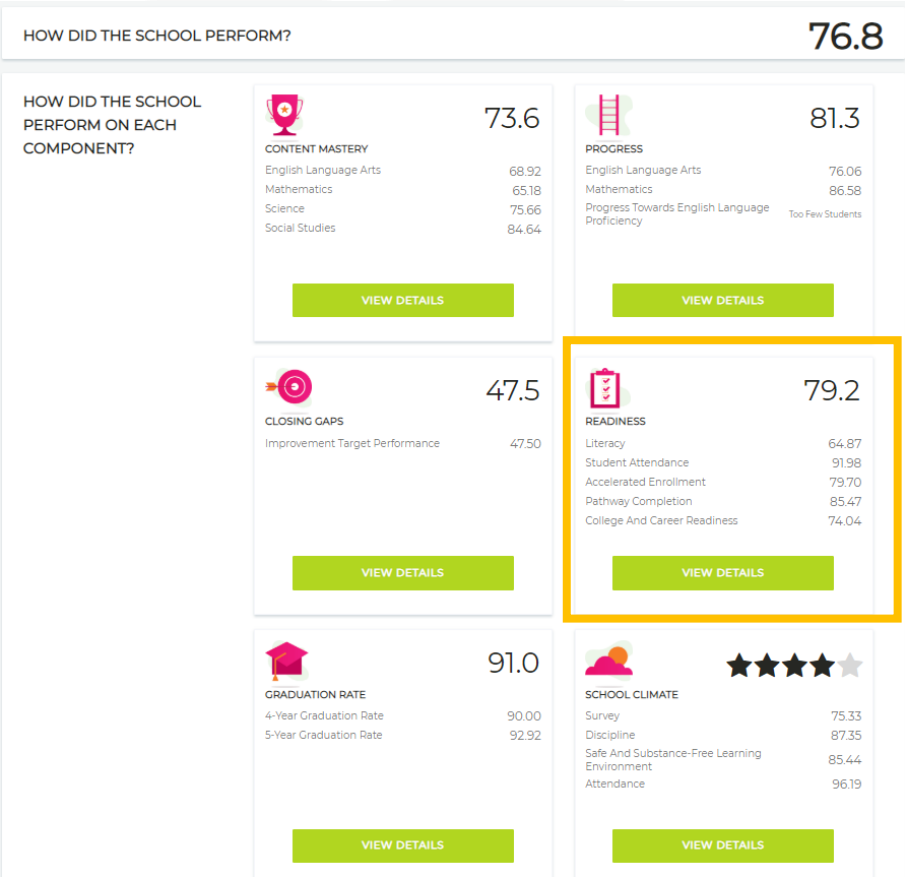 HOW DID THE SCHOOL PERFORM?
76.8
HOW DID THE SCHOOL
PERFORM ON EACH
COMPONENT?
73.6
CONTENT MASTERY
English Language Arts 68.92
Mathematics 65.18
Science 75.66
Social Studies 84.64
VIEW DETAILS
81.3
PROGRESS
English Language Arts 76.06
Mathematics 86.58
Progress Towards English Language
Proficiency
Too Few Students
VIEW DETAILS
47.5
CLOSING GAPS
Improvement Target Performance 47.50
VIEW DETAILS
79.2
READINESS
Literacy 64.87
Student Attendance 91.98
Accelerated Enrollment 79.70
Pathway Completion 85.47
College And Career Readiness 74.04
VIEW DETAILS
91.0
GRADUATION RATE
4-Year Graduation Rate 90.00
5-Year Graduation Rate 92.92
VIEW DETAILS
SCHOOL CLIMATE
Survey 75.33
Discipline 87.35
Safe And Substance-Free Learning
Environment
85.44
Attendance 96.19
VIEW DETAILS